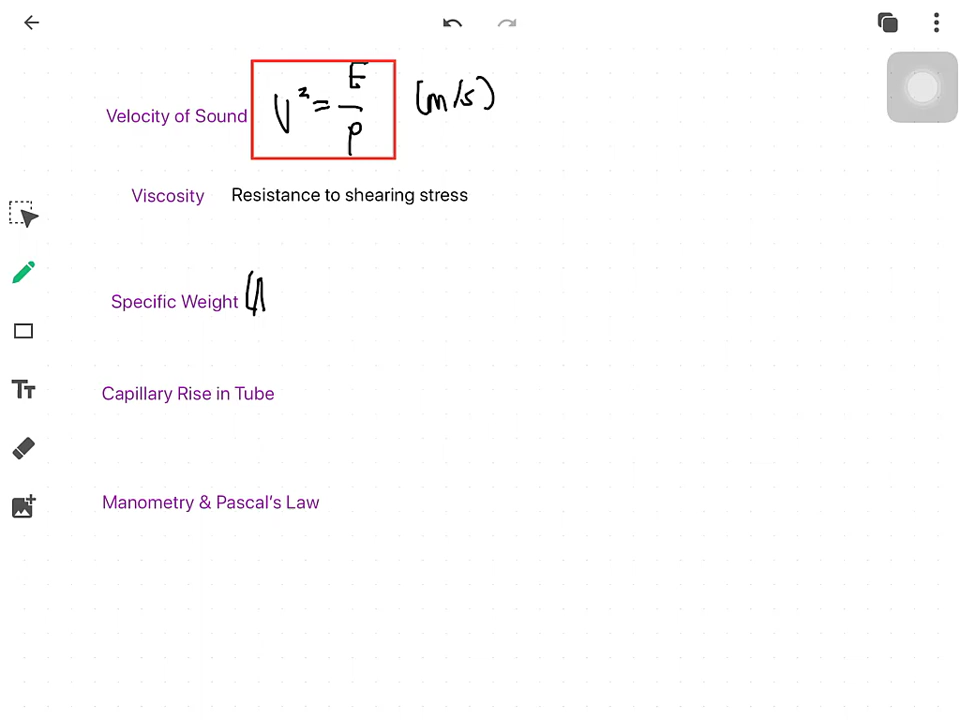 Velocity of Sound V² = E/ρ (m/s)
Viscosity Resistance to shearing stress
Specific Weight
Capillary Rise in Tube
Manometry & Pascal's Law